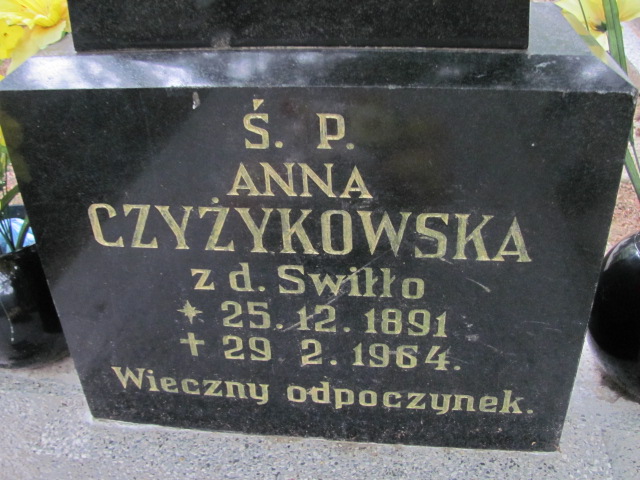 Ś. P.
ANNA
CZYŻYKOWSKA
z d. Swiłło
* 25. 12. 1891
+ 29 2. 1964.
Wieczny odpoczynek.